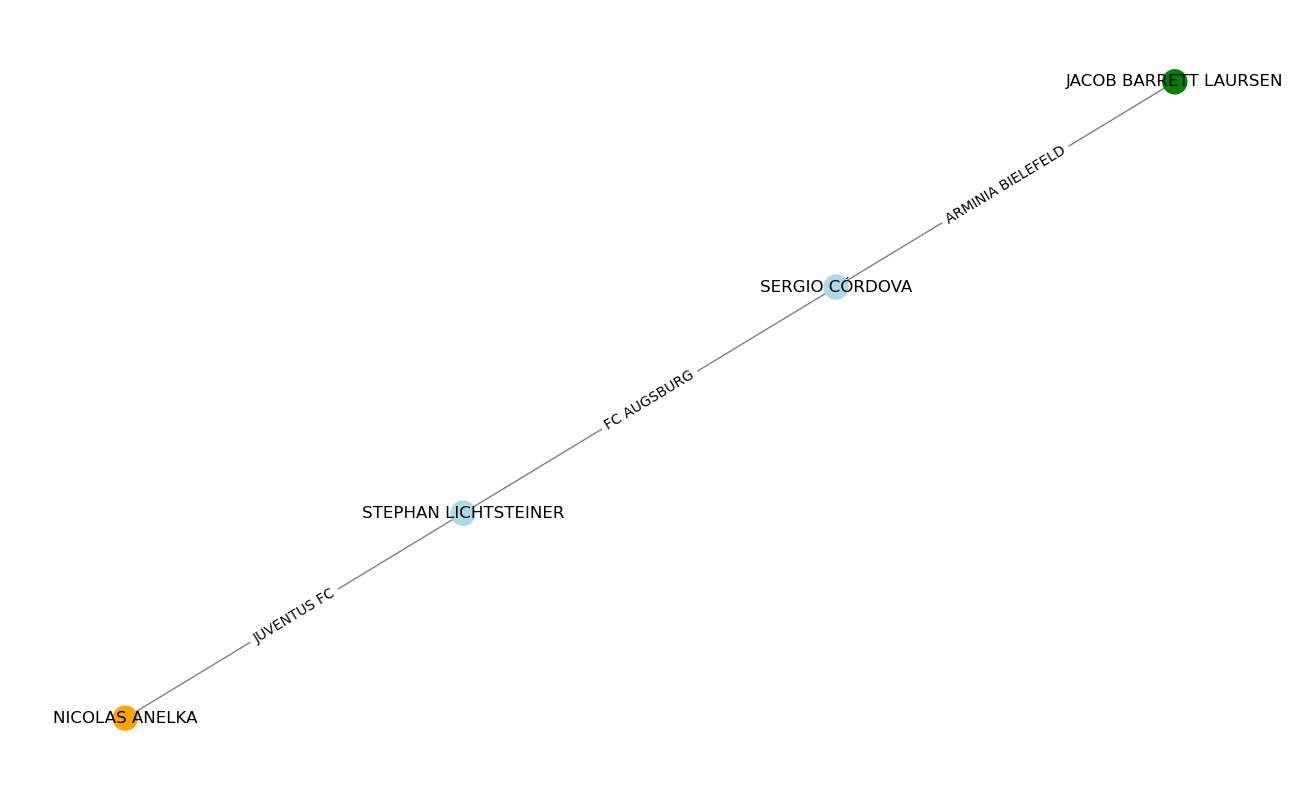 JACOB BARRETT LAURSEN
ARMINIA BIELEFELD
SERGIO CÓRDOVA
FC AUGSBURG
STEPHAN LICHTSTEINER
JUVENTUS FC
NICOLAS ANELKA